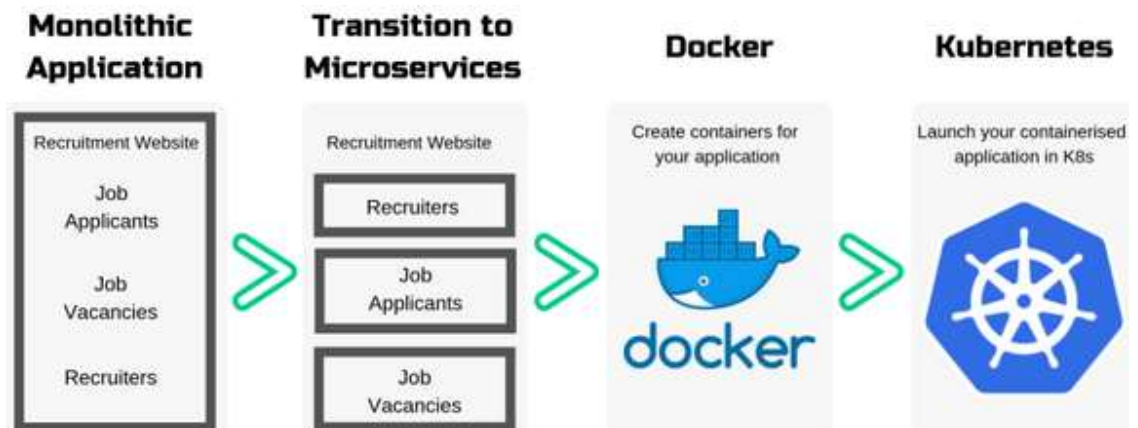 Monolithic
Application
Recruitment Website
Job
Applicants
Job
Vacancies
Recruiters
Transition to
Microservices
Recruitment Website
Recruiters
Job
Applicants
Job
Vacancies
Docker
Create containers for
your application
docker
Kubernetes
Launch your containerised
application in K8s